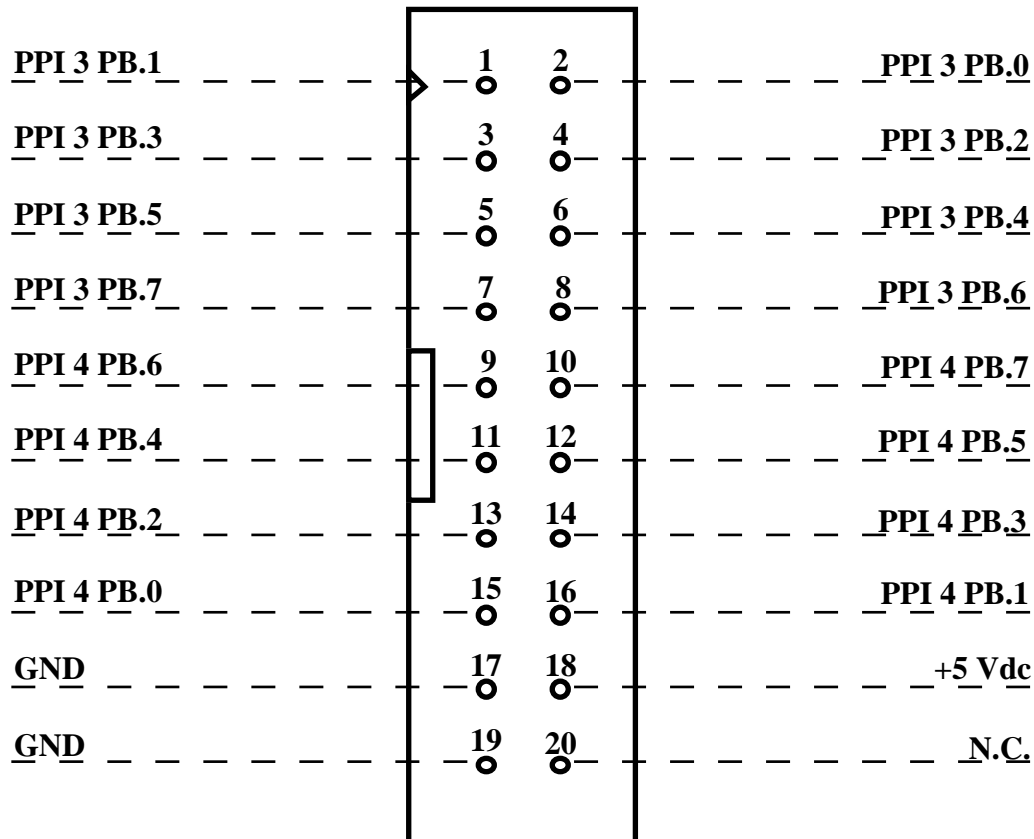 PPI 3 PB.1 1 2 PPI 3 PB.0
PPI 3 PB.3 3 4 PPI 3 PB.2
PPI 3 PB.5 5 6 PPI 3 PB.4
PPI 3 PB.7 7 8 PPI 3 PB.6
PPI 4 PB.6 9 10 PPI 4 PB.7
PPI 4 PB.4 11 12 PPI 4 PB.5
PPI 4 PB.2 13 14 PPI 4 PB.3
PPI 4 PB.0 15 16 PPI 4 PB.1
GND 17 18 +5 Vdc
GND 19 20 N.C.